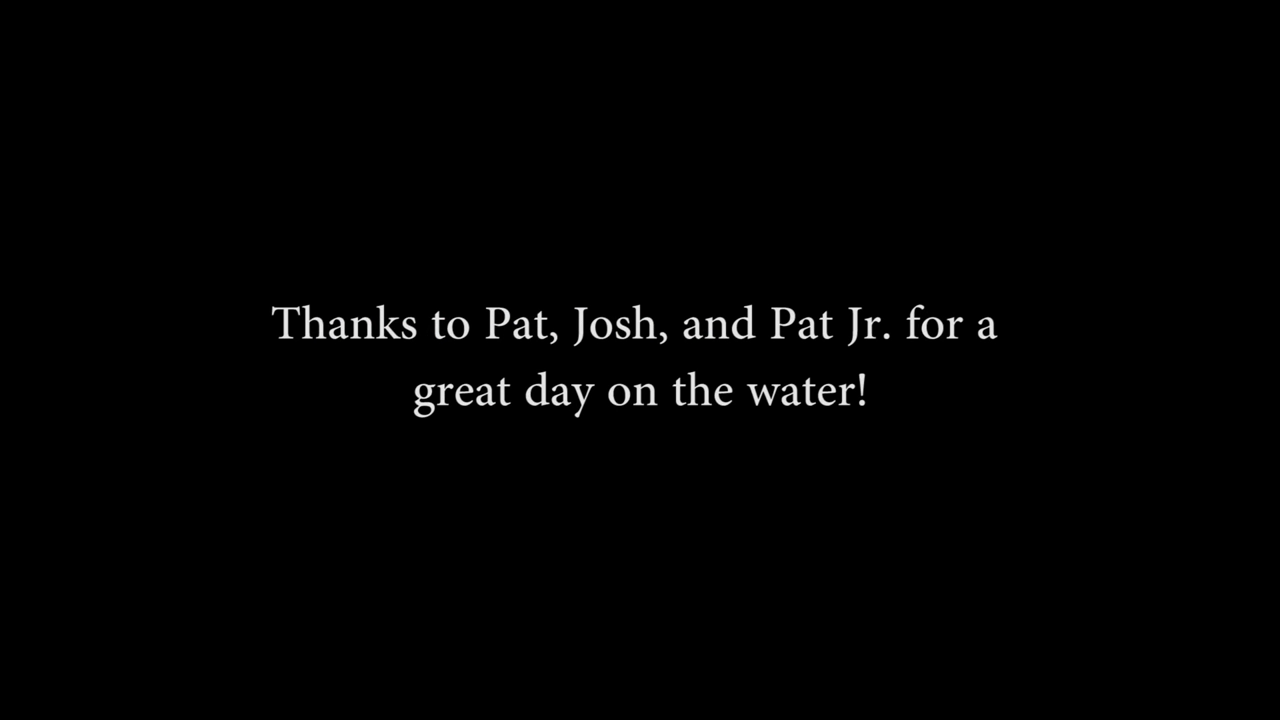 Thanks to Pat, Josh, and Pat Jr. for a
great day on the water!